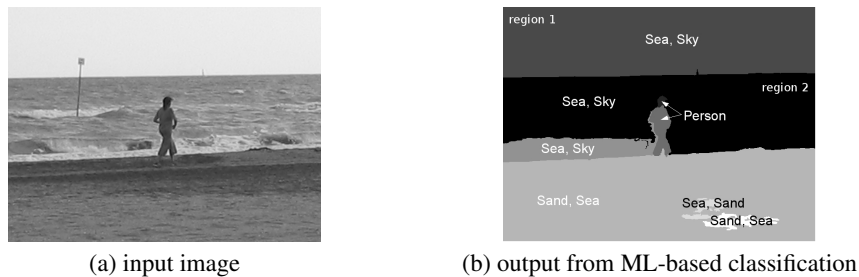 region 1
Sea, Sky
region 2
Sea, Sky
Person
Sea, Sky
Sand, Sea
Sea, Sand
Sand, Sea
(a) input image
(b) output from ML-based classification